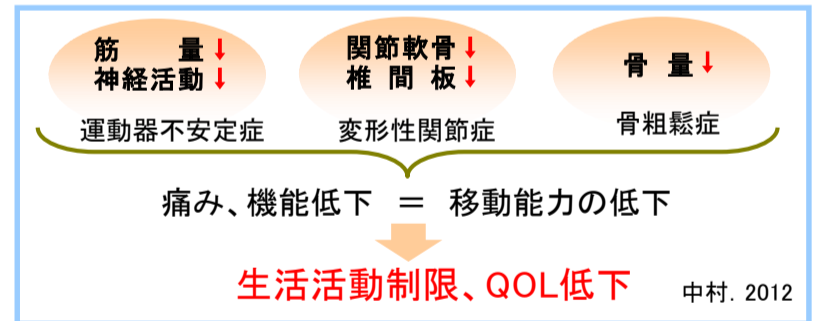 筋 量↓
神経活動↓
運動器不安定症
関節軟骨↓
椎間板↓
変形性関節症
骨量↓
骨粗鬆症
痛み、機能低下 = 移動能力の低下
生活活動制限、QOL低下
中村. 2012